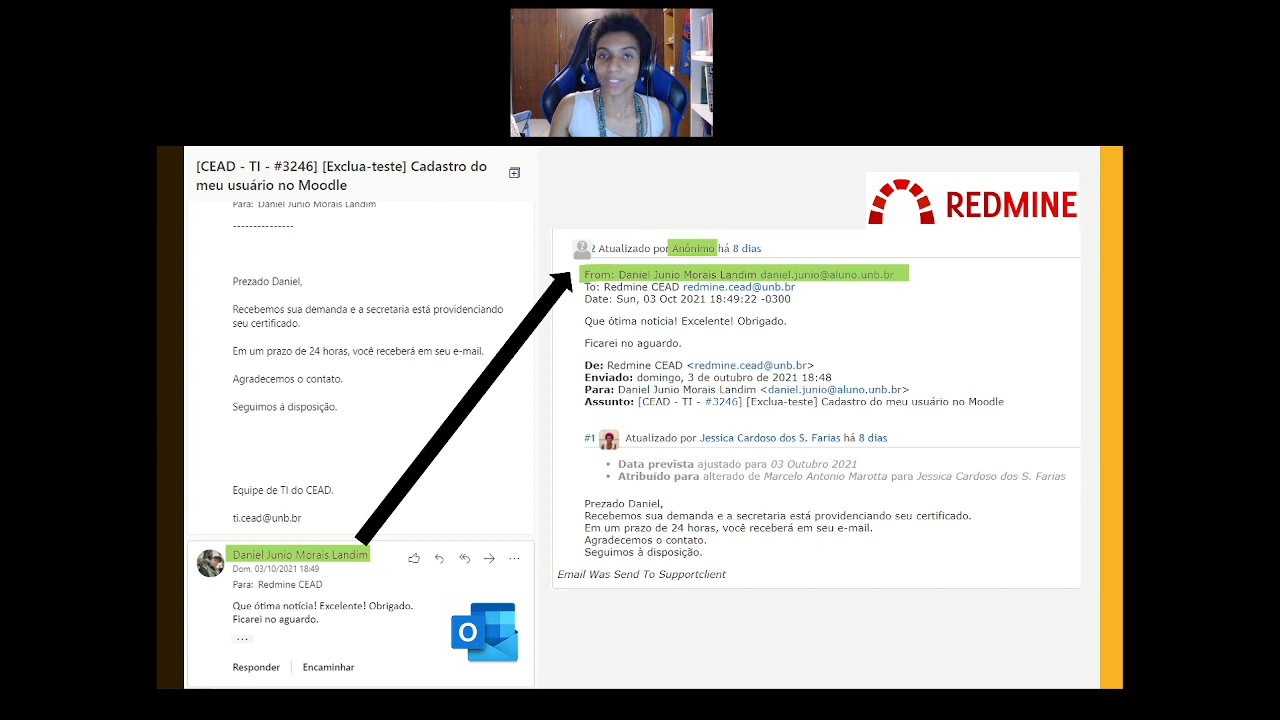 [CEAD - TI - #3246] [Exclua-teste] Cadastro do
meu usuário no Moodle
Para: Daniel Junio Morais Landim
---------------
Prezado Daniel,
Recebemos sua demanda e a secretaria está providenciando
seu certificado.
Em um prazo de 24 horas, você receberá em seu e-mail.
Agradecemos o contato.
Seguimos à disposição.
Equipe de TI do CEAD.
ti.cead@unb.br
Daniel Junio Morais Landim
Dom, 03/10/2021 18:49
Para: Redmine CEAD
Que ótima notícia! Excelente! Obrigado.
Ficarei no aguardo.
...
Responder | Encaminhar
O
REDMINE
2 Atualizado por Anônimo há 8 dias
From: Daniel Junio Morais Landim daniel.junio@aluno.unb.br
To: Redmine CEAD redmine.cead@unb.br
Date: Sun, 03 Oct 2021 18:49:22 -0300
Que ótima notícia! Excelente! Obrigado.
Ficarei no aguardo.
De: Redmine CEAD <redmine.cead@unb.br>
Enviado: domingo, 3 de outubro de 2021 18:48
Para: Daniel Junio Morais Landim <daniel.junio@aluno.unb.br>
Assunto: [CEAD - TI - #3246] [Exclua-teste] Cadastro do meu usuário no Moodle
#1 Atualizado por Jessica Cardoso dos S. Farias há 8 dias
• Data prevista ajustado para 03 Outubro 2021
• Atribuído para alterado de Marcelo Antonio Marotta para Jessica Cardoso dos S. Farias
Prezado Daniel,
Recebemos sua demanda e a secretaria está providenciando seu certificado.
Em um prazo de 24 horas, você receberá em seu e-mail.
Agradecemos o contato.
Seguimos à disposição.
Email Was Send To Supportclient